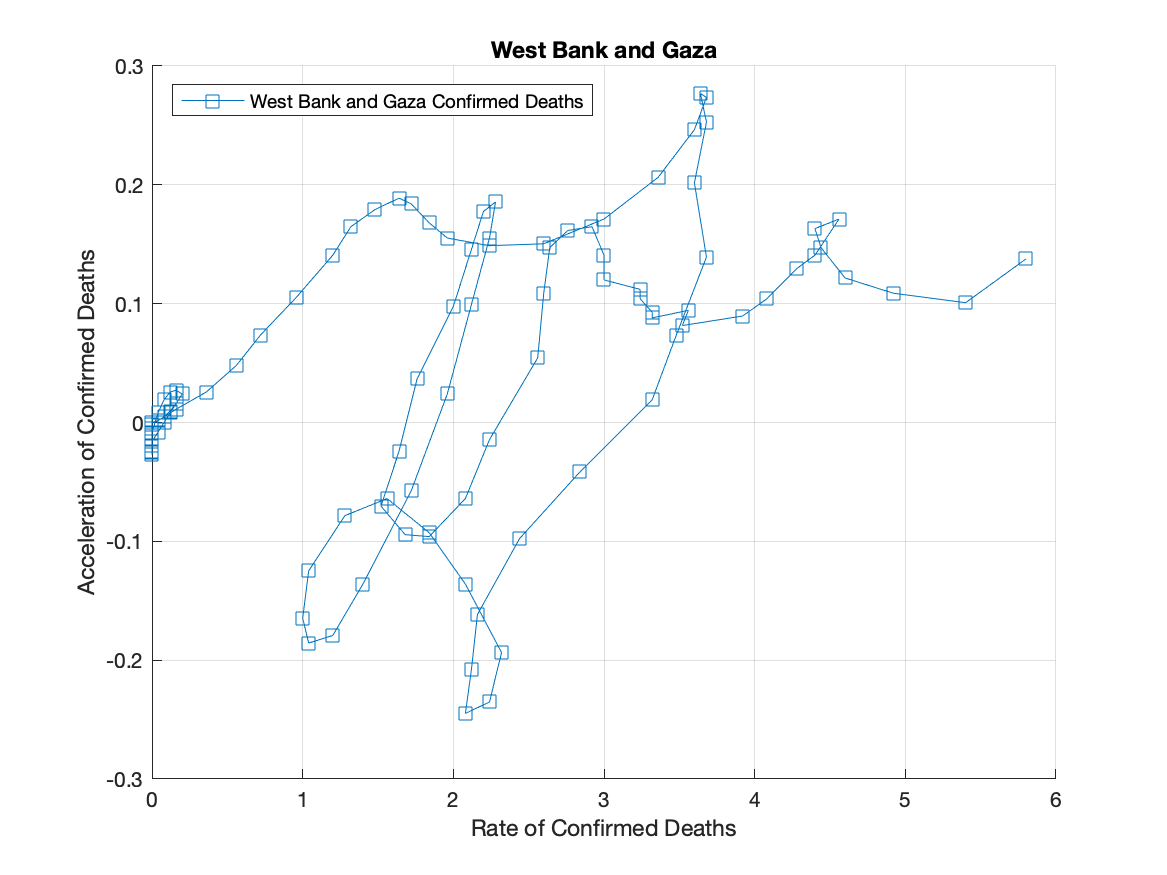 West Bank and Gaza
West Bank and Gaza Confirmed Deaths
Acceleration of Confirmed Deaths
0.3
0.2
0.1
0
-0.1
-0.2
-0.3
0 1 2 3 4 5 6
Rate of Confirmed Deaths